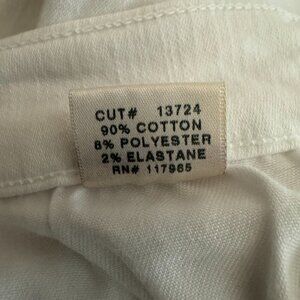 CUT# 13724
90% COTTON
8% POLYESTER
2% ELASTANE
RN# 117965